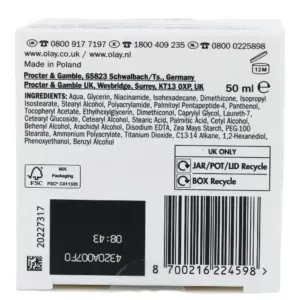 0800 917 7197 1800 409 235 0800 0225898
www.olay.co.uk www.olay.nl
Made in Poland
Procter & Gamble, 65823 Schwalbach/Ts., Germany
Procter & Gamble UK, Weybridge, Surrey, KT13 0XP, UK
12M
50 ml e
INGREDIENTS: Aqua, Glycerin, Niacinamide, Isohexadecane, Dimethicone, Isopropyl
Isostearate, Stearyl Alcohol, Polyacrylamide, Palmitoyl Pentapeptide-4, Panthenol,
Tocopheryl Acetate, Ethylhexylglycerin, Dimethiconol, Caprylyl Glycol, Laureth-7,
Cetearyl Glucoside, Cetearyl Alcohol, Stearic Acid, Palmitic Acid, Cetyl Alcohol,
Behenyl Alcohol, Arachidyl Alcohol, Disodium EDTA, Zea Mays Starch, PEG-100
Stearate, Ammonium Polyacrylate, Titanium Dioxide, C13-14 Alkane, 1,2-Hexanediol,
Phenoxyethanol, Benzyl Alcohol
FSC
MIX
Packaging
FSC® C011335
UK ONLY
JAR/POT/LID Recycle
BOX Recycle
20227317
08:43
4320A007F0
8 700216 224598 >